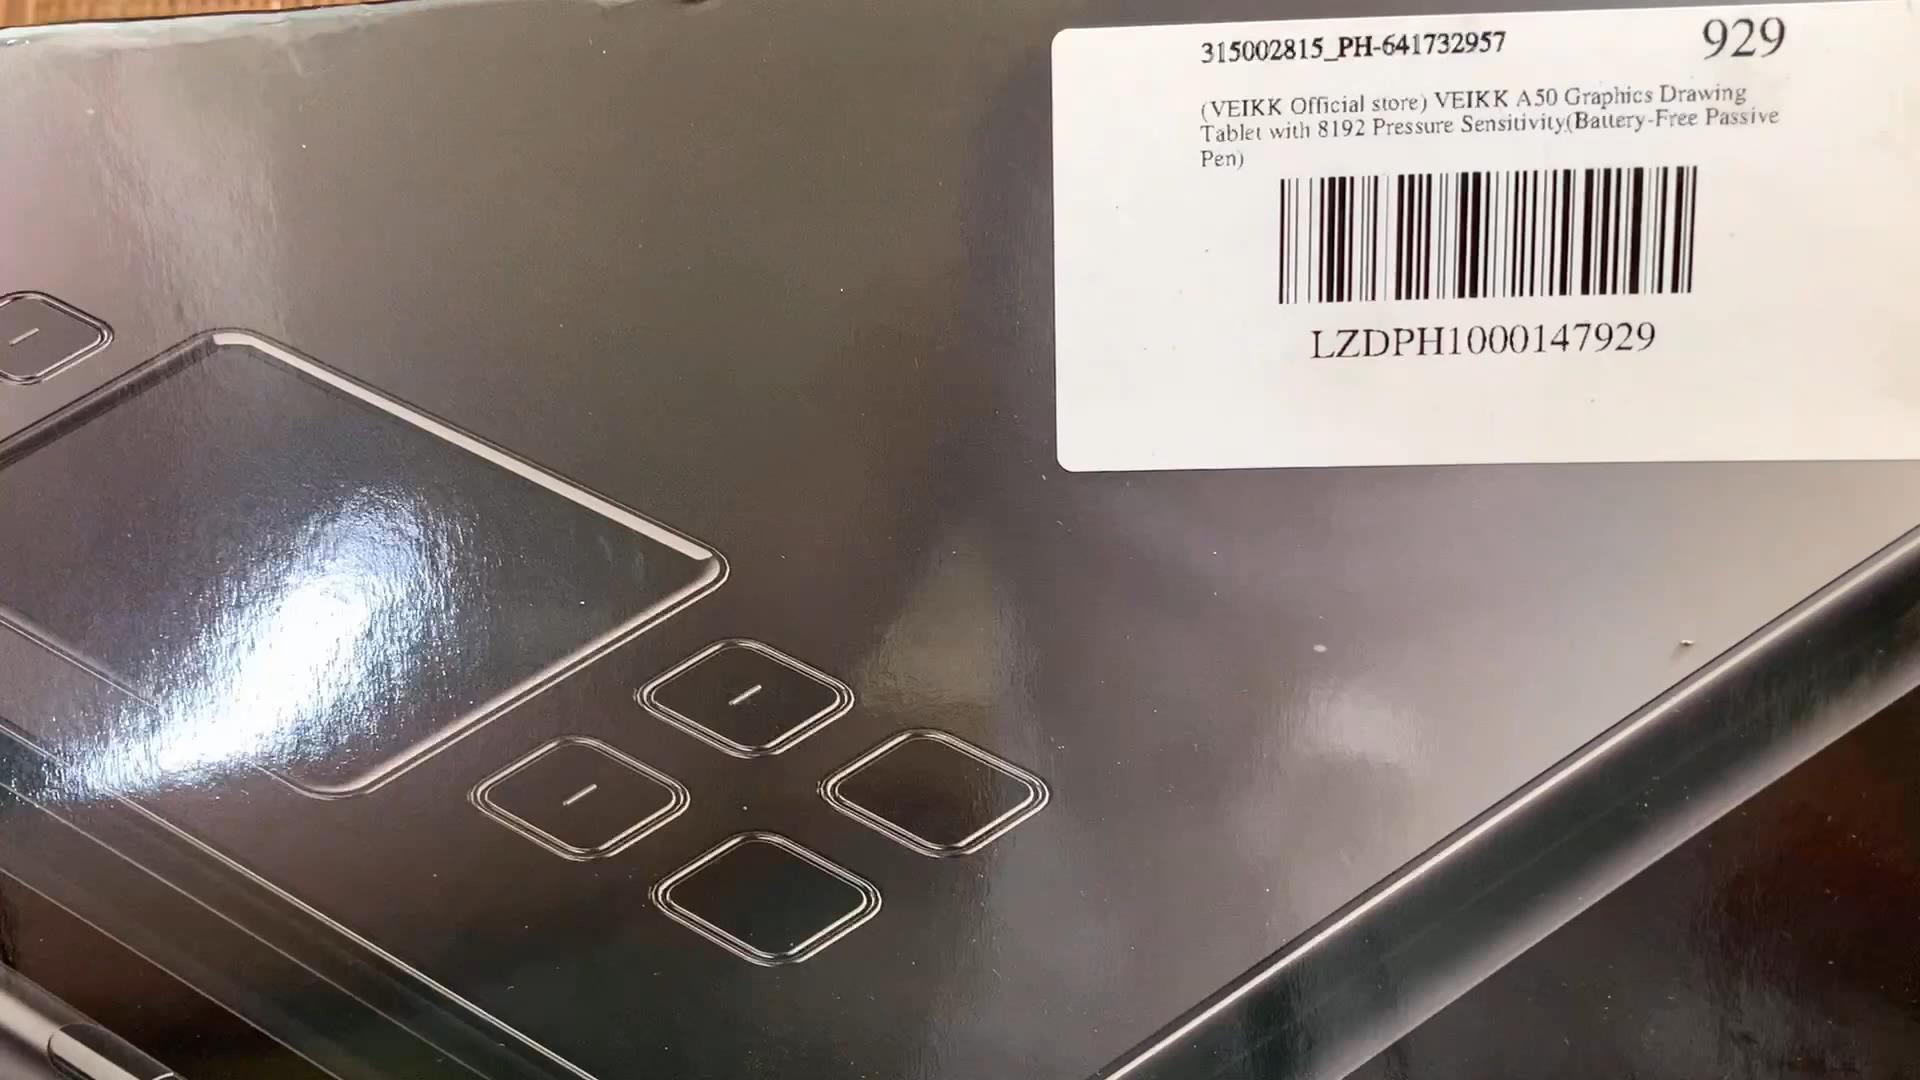 315002815_PH-641732957
929
(VEIKK Official store) VEIKK A50 Graphics Drawing
Tablet with 8192 Pressure Sensitivity(Battery-Free Passive
Pen)
LZDPH1000147929